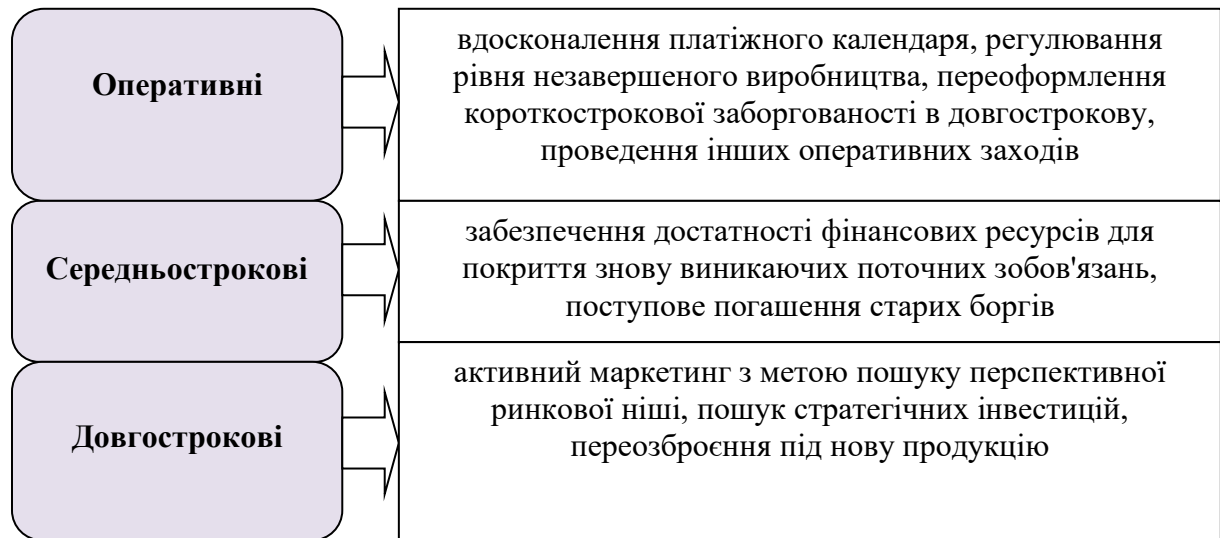 Оперативні
вдосконалення платіжного календаря, регулювання
рівня незавершеного виробництва, переоформлення
короткострокової заборгованості в довгострокову,
проведення інших оперативних заходів
Середньострокові
забезпечення достатності фінансових ресурсів для
покриття знову виникаючих поточних зобов'язань,
поступове погашення старих боргів
Довгострокові
активний маркетинг з метою пошуку перспективної
ринкової ніші, пошук стратегічних інвестицій,
переозброєння під нову продукцію